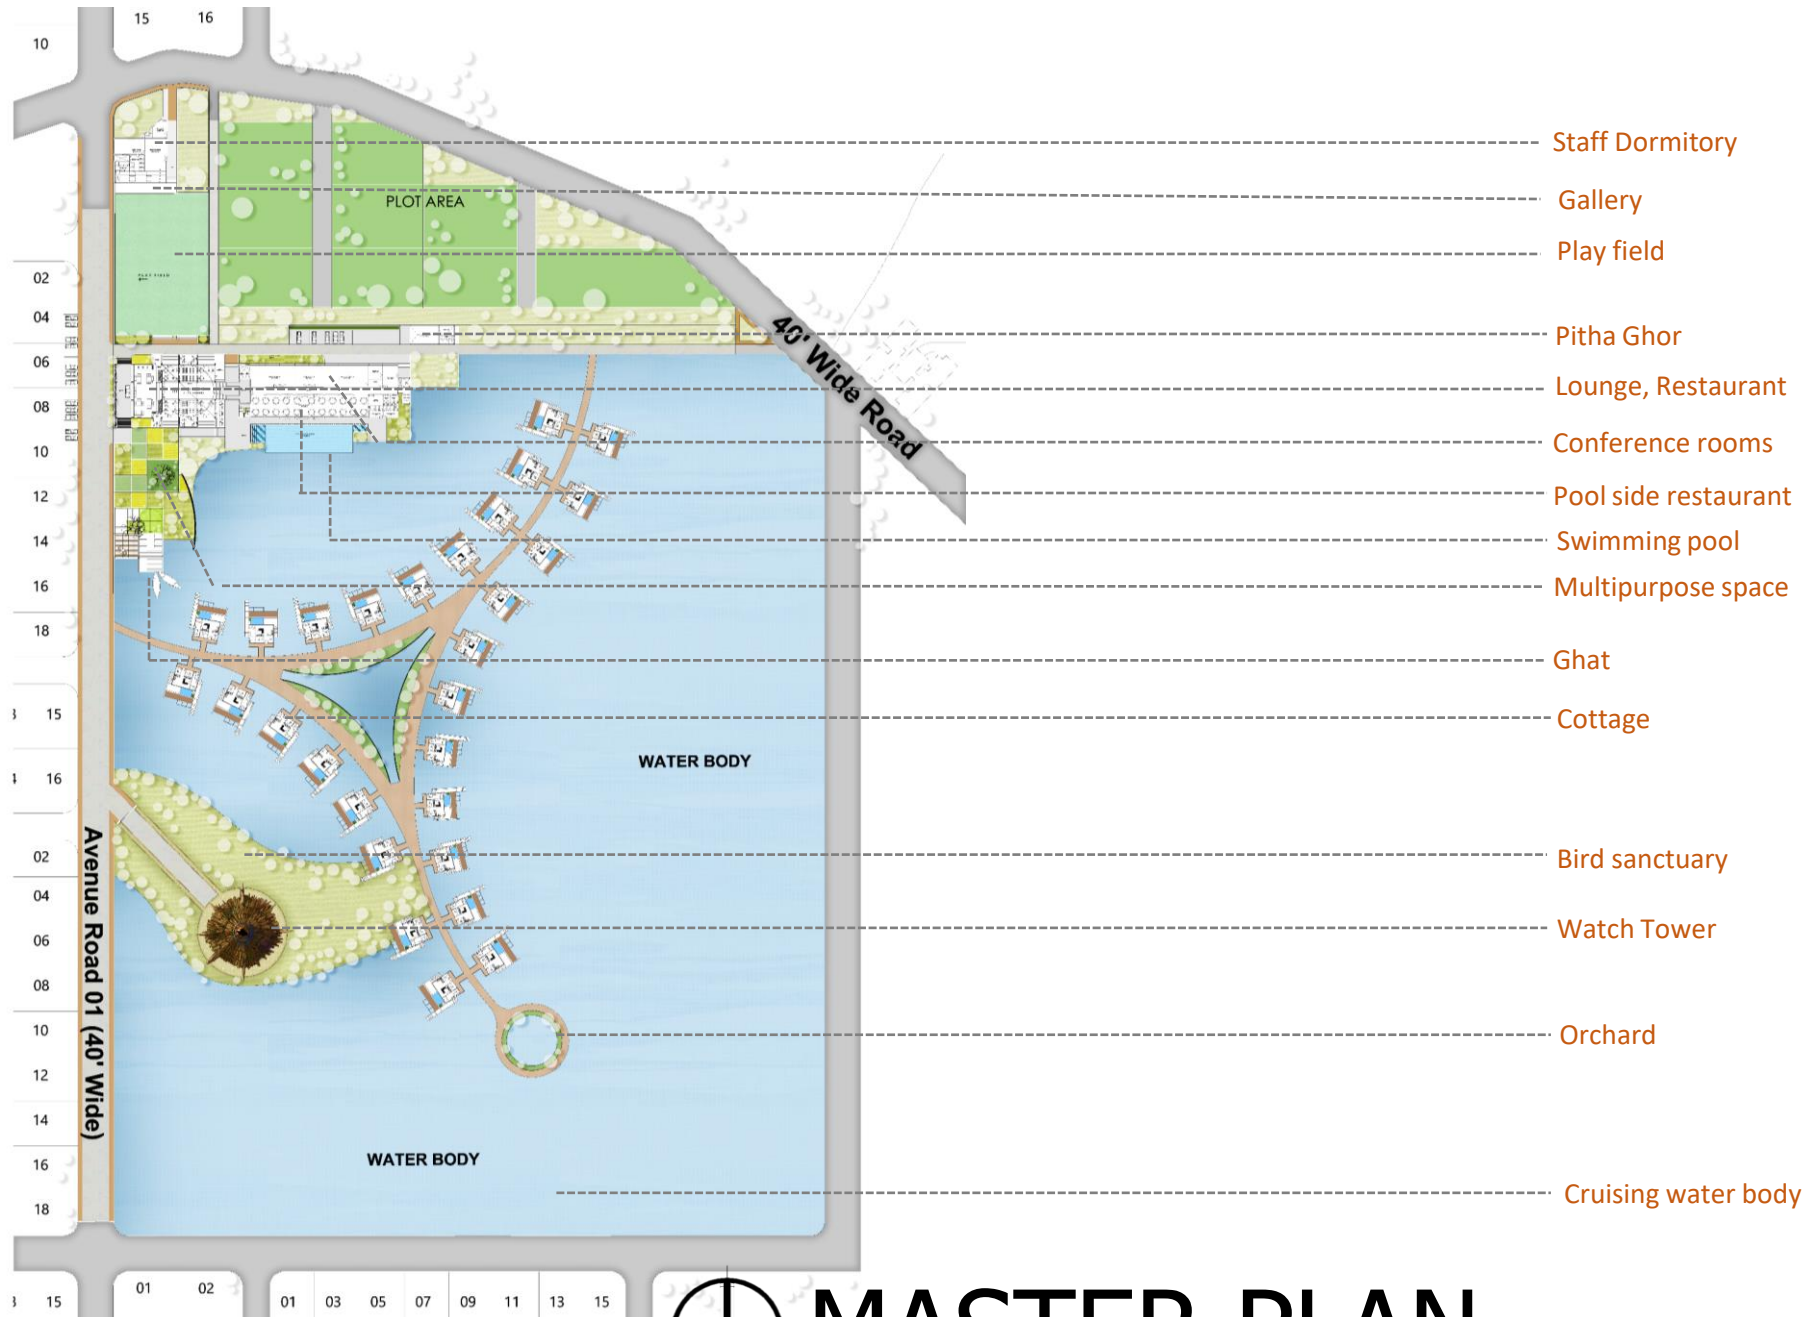 15 16
10
PLOT AREA
PLAY FIELD
Staff Dormitory
Gallery
Play field
Pitha Ghor
Lounge, Restaurant
Conference rooms
Pool side restaurant
Swimming pool
Multipurpose space
Ghat
Cottage
Bird sanctuary
Watch Tower
Orchard
Cruising water body
40' Wide Road
02
04
06
08
10
12
14
16
18
15
16
02
04
06
08
10
12
14
16
18
Avenue Road 01 (40' Wide)
WATER BODY
WATER BODY
15
01 02
01 03 05 07 09 11 13 15
MASTER PLAN